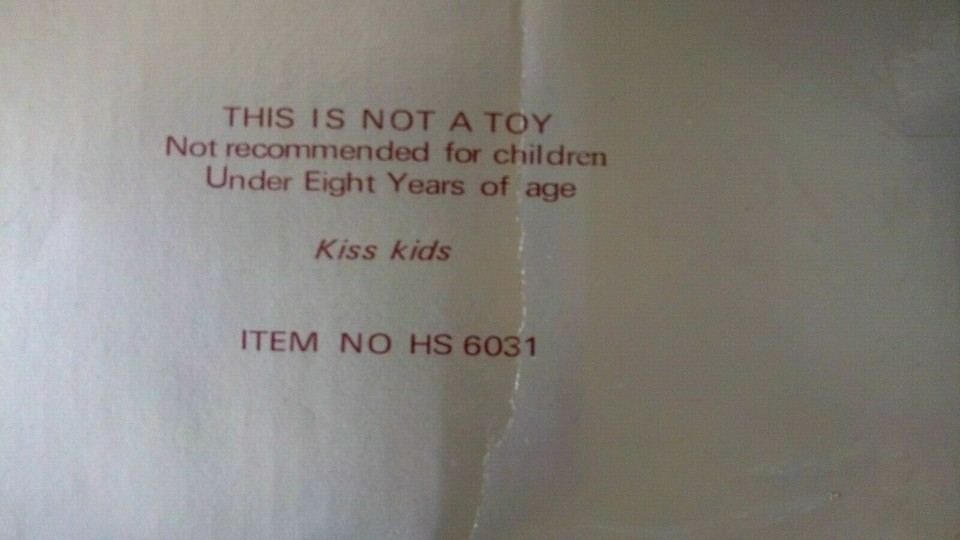 THIS IS NOT A TOY
Not recommended for children
Under Eight Years of age
Kiss kids
ITEM NO HS 6031